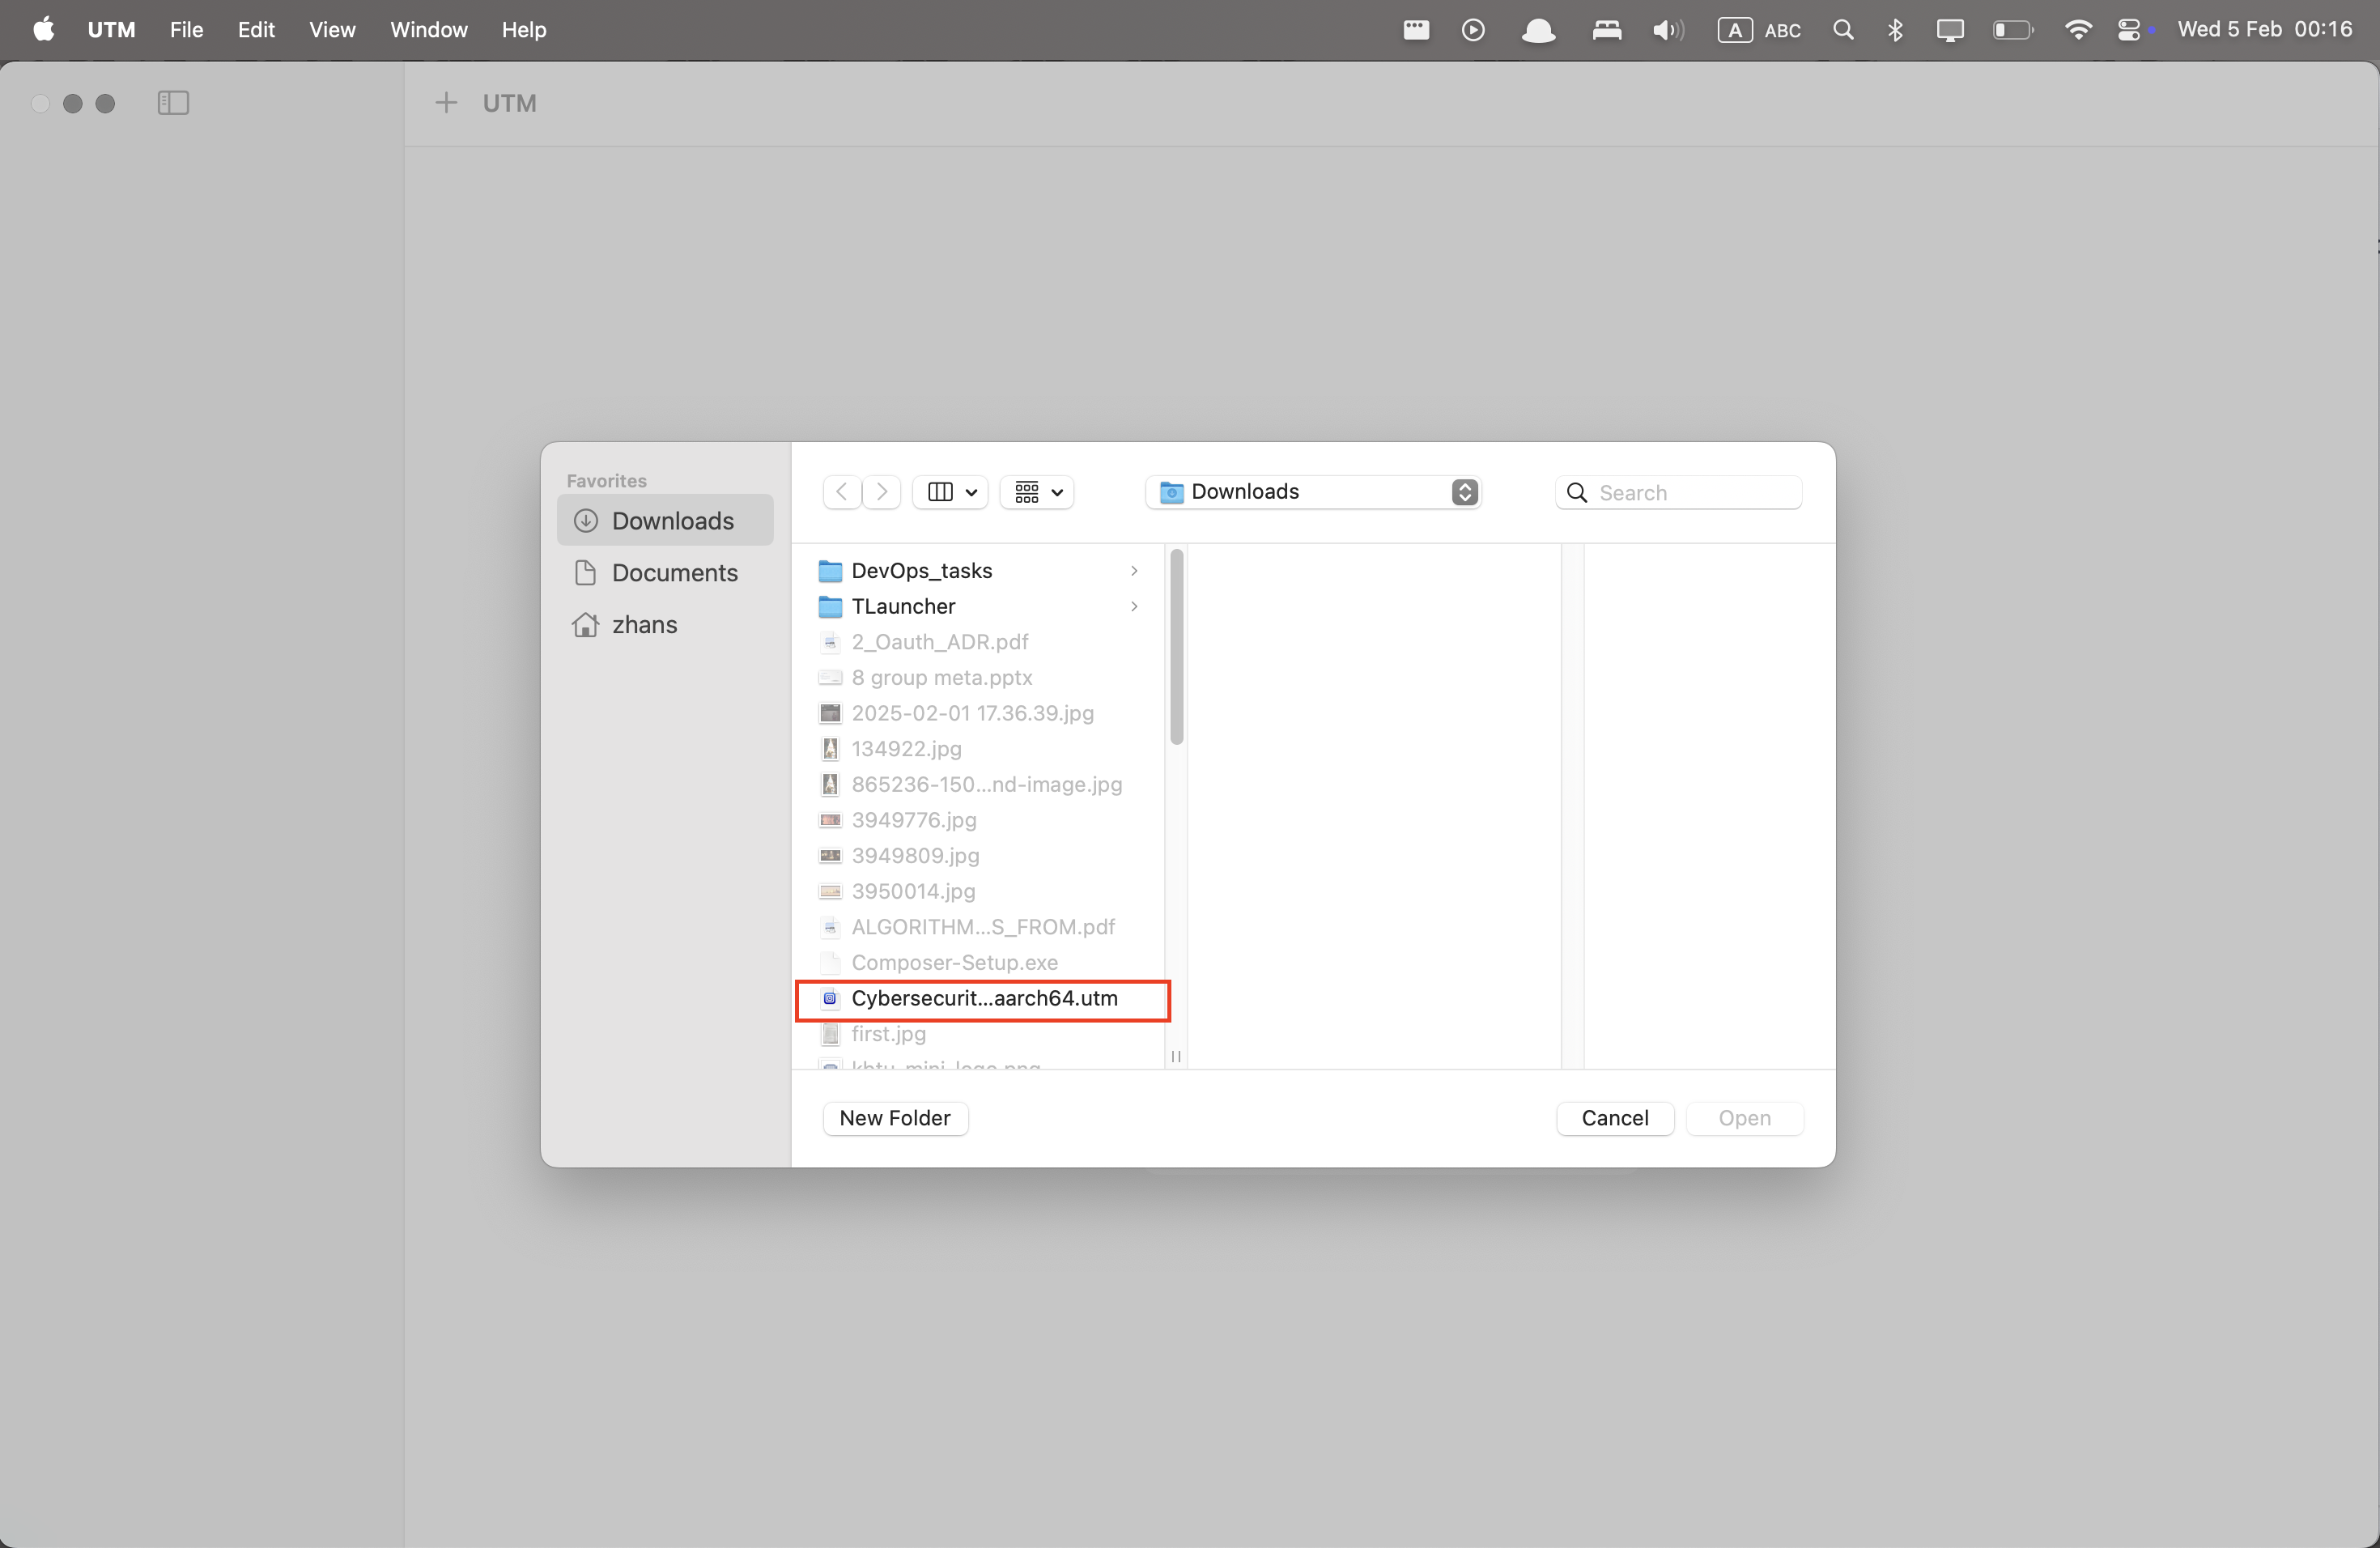 UTM File Edit View Window Help A ABC Wed 5 Feb 00:16
UTM
Favorites
Downloads
Documents
zhans
Downloads
Search
DevOps_tasks
TLauncher
2_Oauth_ADR.pdf
8 group meta.pptx
2025-02-01 17.36.39.jpg
134922.jpg
865236-150...nd-image.jpg
3949776.jpg
3949809.jpg
3950014.jpg
ALGORITHM...S_FROM.pdf
Composer-Setup.exe
Cybersecurit...aarch64.utm
first.jpg
New Folder
Cancel
Open